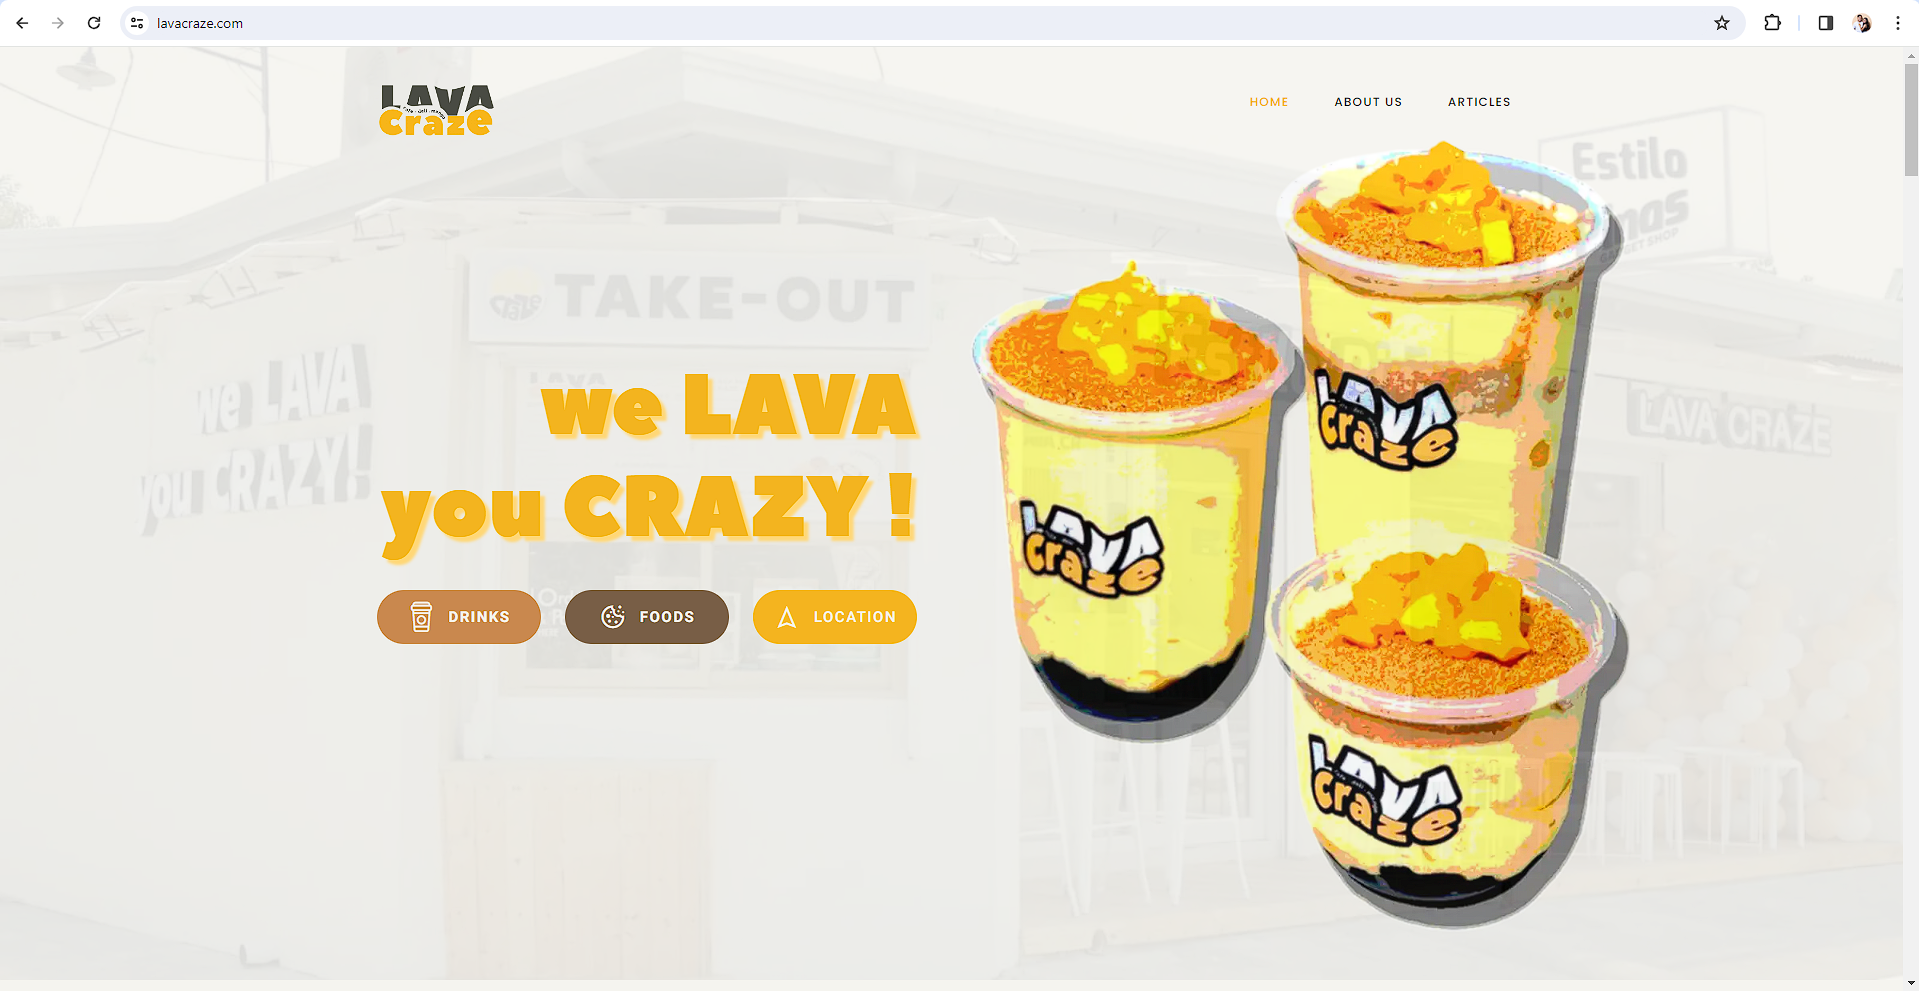 lavacraze.com
LAVA
craze
HOME
ABOUT US
ARTICLES
Estilo
TAKE-OUT
we LAVA
you CRAZY!
we LAVA
you CRAZY !
LAVA CRAZE
LAVA
craze
LAVA
craze
DRINKS
FOODS
LOCATION
LAVA
craze